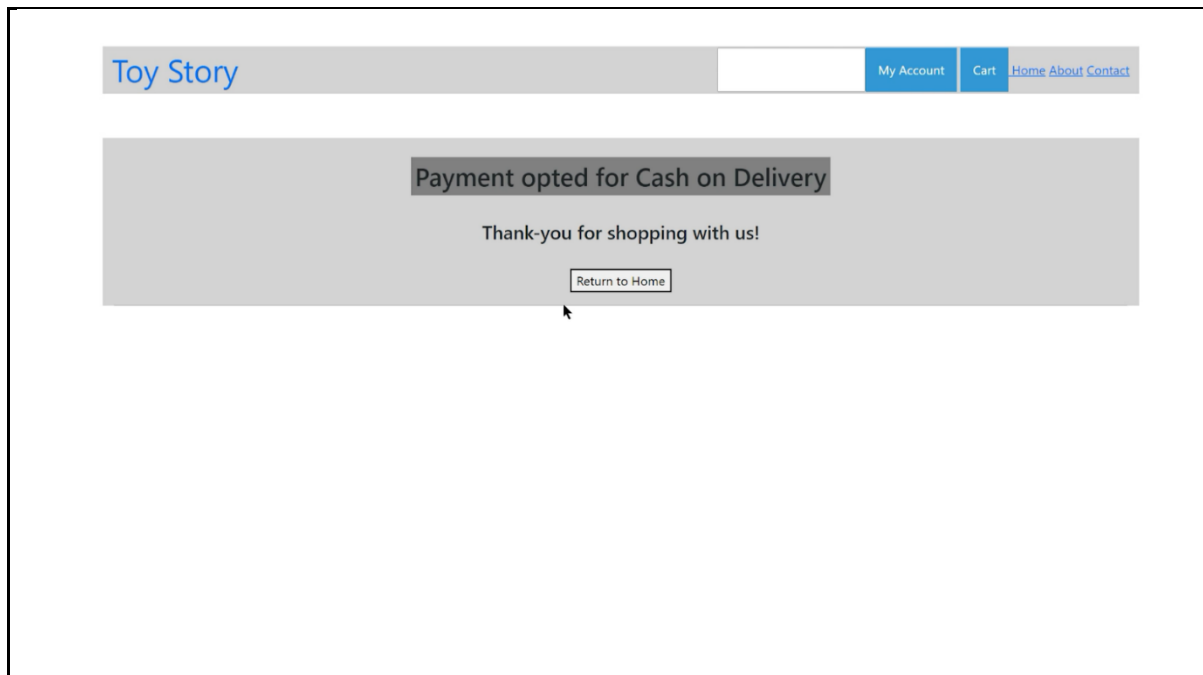 Toy Story My Account Cart Home About Contact
Payment opted for Cash on Delivery
Thank-you for shopping with us!
Return to Home